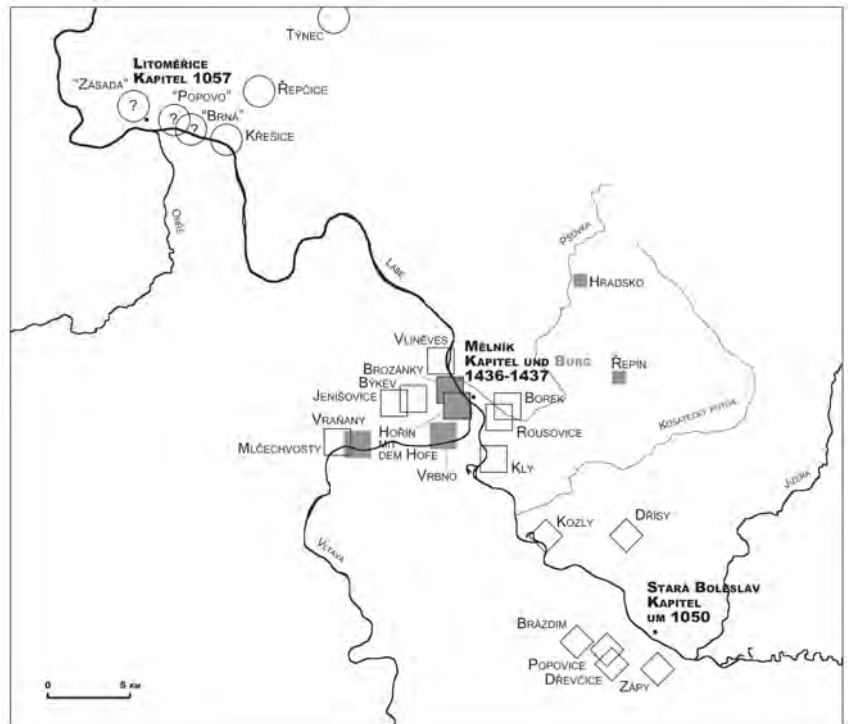 Týnec
Litoměřice
Kapitel 1057
"Zásada"
"Popovo"
Řepčice
?
?
?
"Brná"
Křešice
Ohře
Labe
Pšovka
Hradsko
Vliněves
Mělník
Kapitel und Burg
1436-1437
Řepín
Brozánky
Býkev
Jenišovice
Borek
Košatecký potok
Vraňany
Hořín
mit
dem Hofe
Rousovice
Mlčechvosty
Vrbno
Kly
Jizera
Vltava
Kozly
Dřísy
Stará Boleslav
Kapitel
um 1050
Brázdim
Popovice
Dřevčice
Zápy
0 5 km